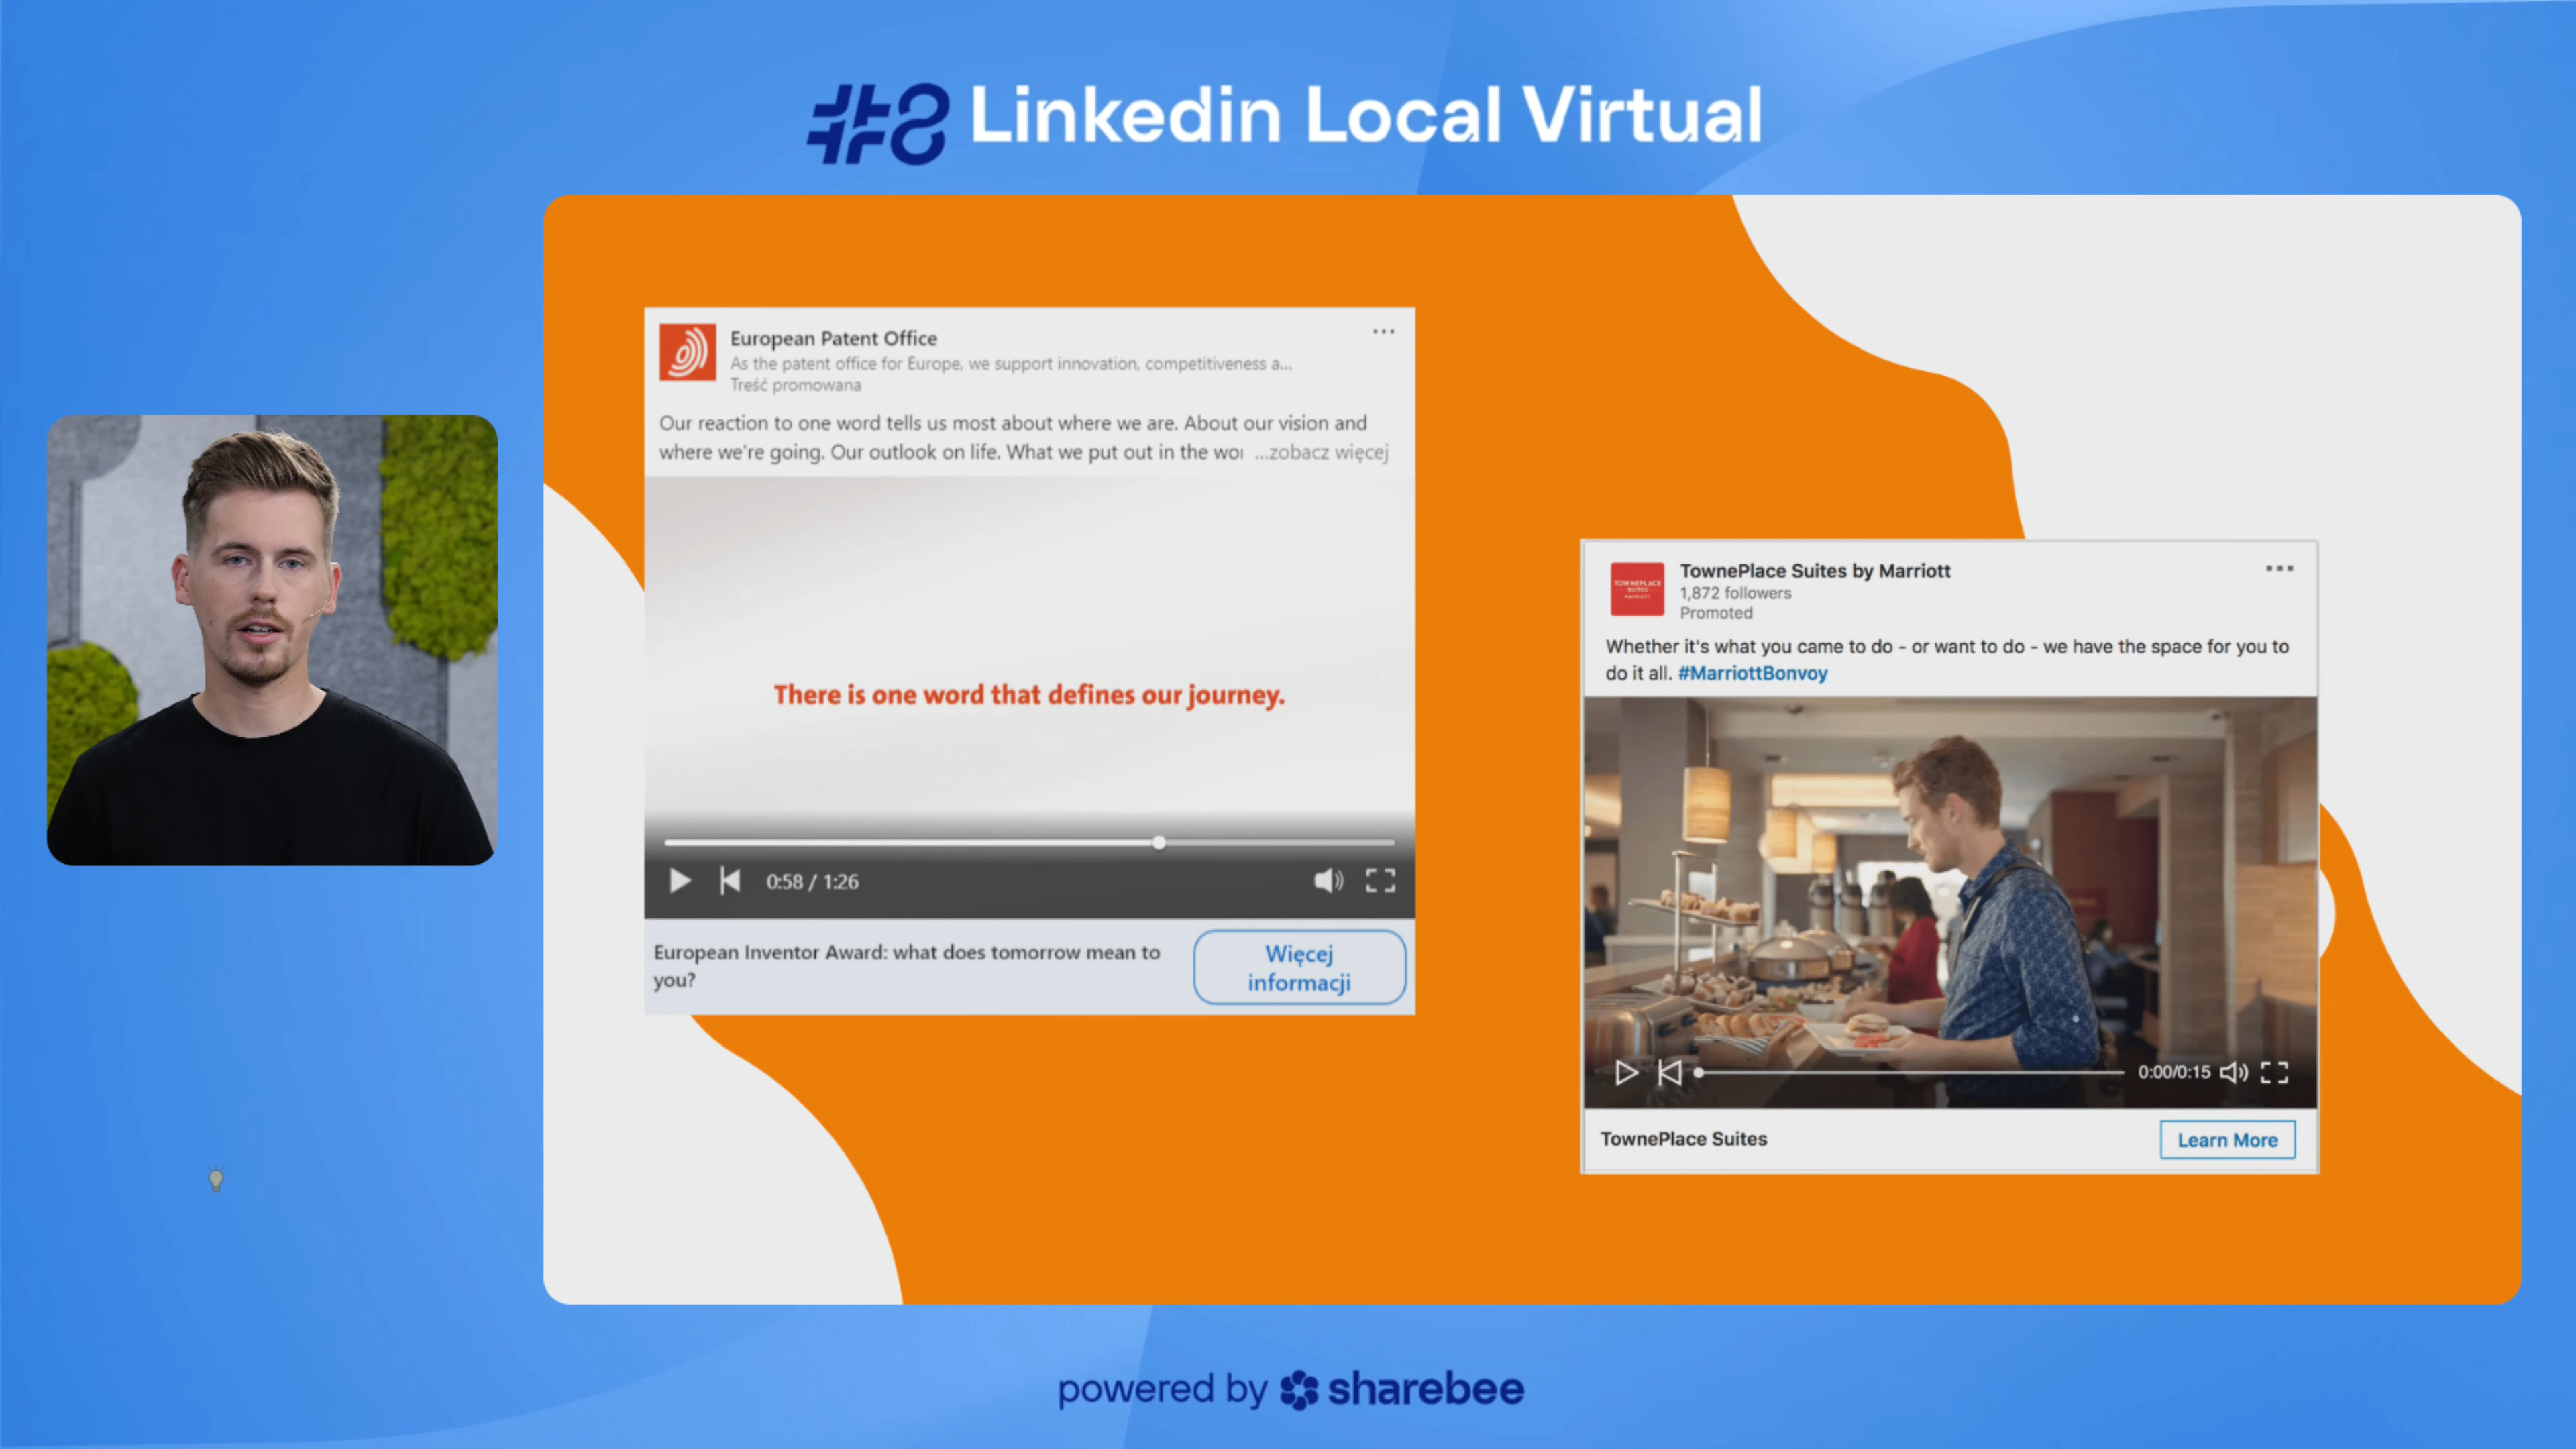 #8 Linkedin Local Virtual
European Patent Office
As the patent office for Europe, we support innovation, competitiveness a...
Treść promowana
Our reaction to one word tells us most about where we are. About our vision and
where we're going. Our outlook on life. What we put out in the wor ...zobacz więcej
There is one word that defines our journey.
0:58 / 1:26
European Inventor Award: what does tomorrow mean to
you?
Więcej
informacji
TOWNEPLACE
SUITES
MARRIOTT
TownePlace Suites by Marriott
1,872 followers
Promoted
Whether it's what you came to do - or want to do - we have the space for you to
do it all. #MarriottBonvoy
0:00/0:15
TownePlace Suites
Learn More
powered by sharebee